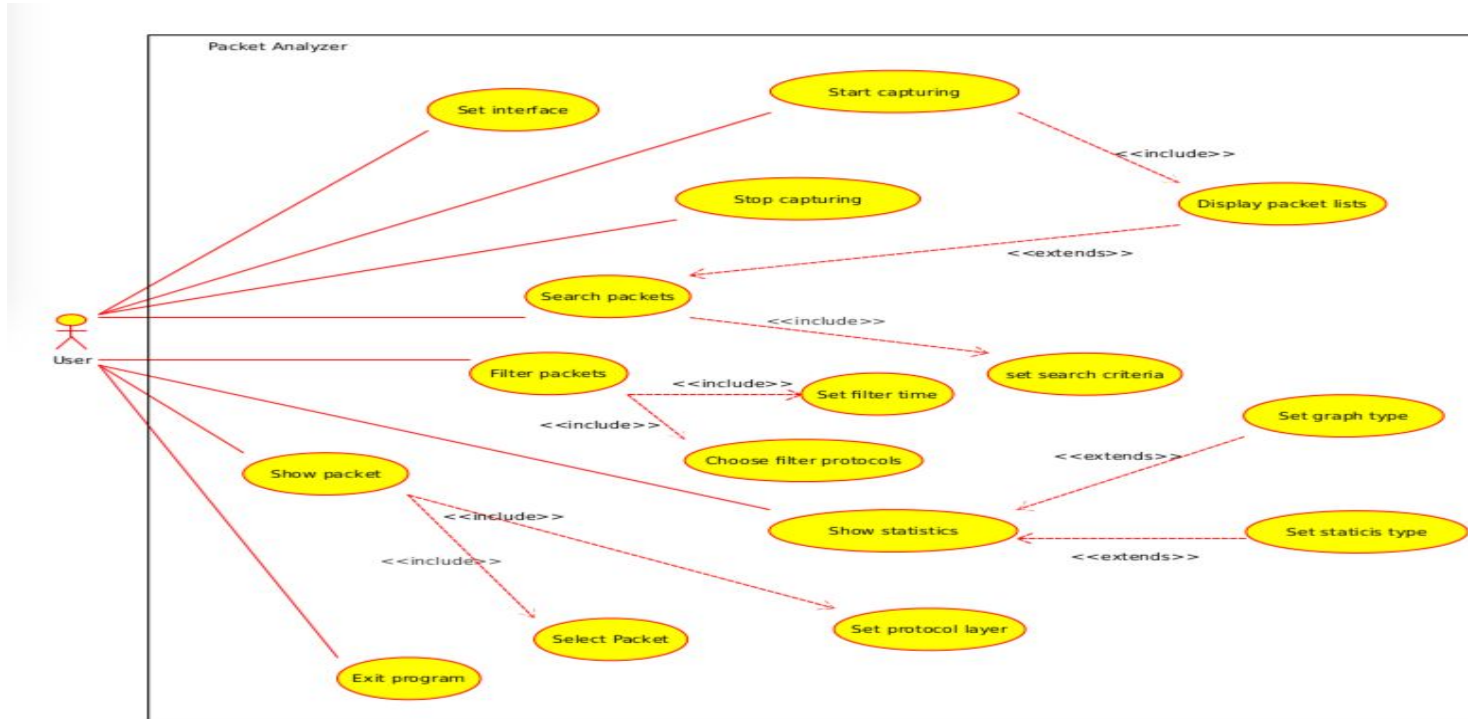 Packet Analyzer
Start capturing
Set interface
<<include>>
Stop capturing
Display packet lists
<<extends>>
Search packets
<<include>>
User
Filter packets
set search criteria
<<include>>
Set filter time
Set graph type
<<include>>
<<extends>>
Choose filter protocols
Show packet
<<include>>
Show statistics
Set staticis type
<<extends>>
<<include>>
Set protocol layer
Select Packet
Exit program